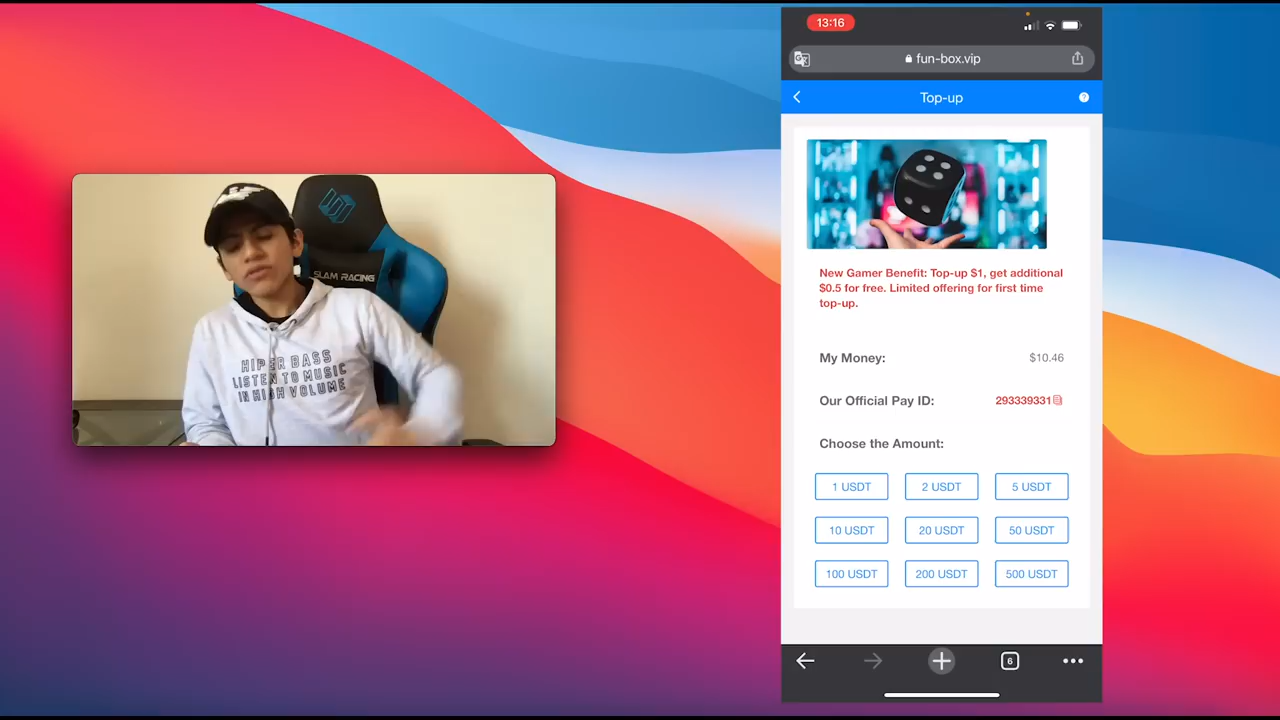 SLAM RACING
HIPER BASS
LISTEN TO MUSIC
IN HIGH VOLUME
13:16
fun-box.vip
Top-up
?
New Gamer Benefit: Top-up $1, get additional
$0.5 for free. Limited offering for first time
top-up.
My Money: $10.46
Our Official Pay ID: 293339331
Choose the Amount:
1 USDT 2 USDT 5 USDT
10 USDT 20 USDT 50 USDT
100 USDT 200 USDT 500 USDT
6